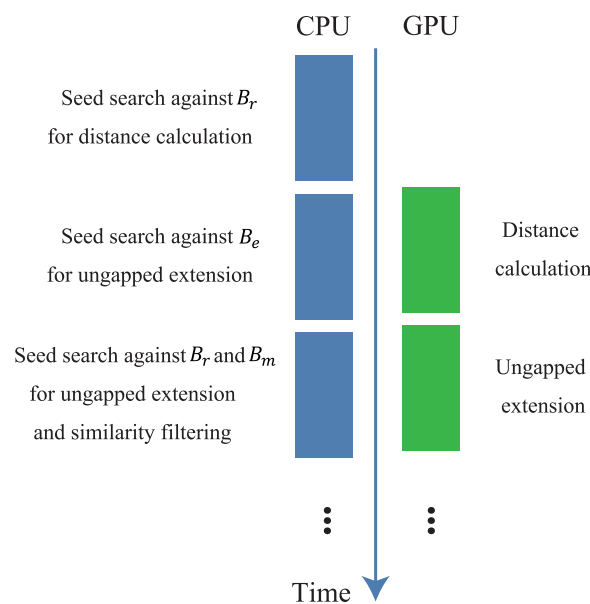 CPU GPU
Seed search against B_r
for distance calculation
Seed search against B_e
for ungapped extension
Distance
calculation
Seed search against B_r and B_m
for ungapped extension
and similarity filtering
Ungapped
extension
Time